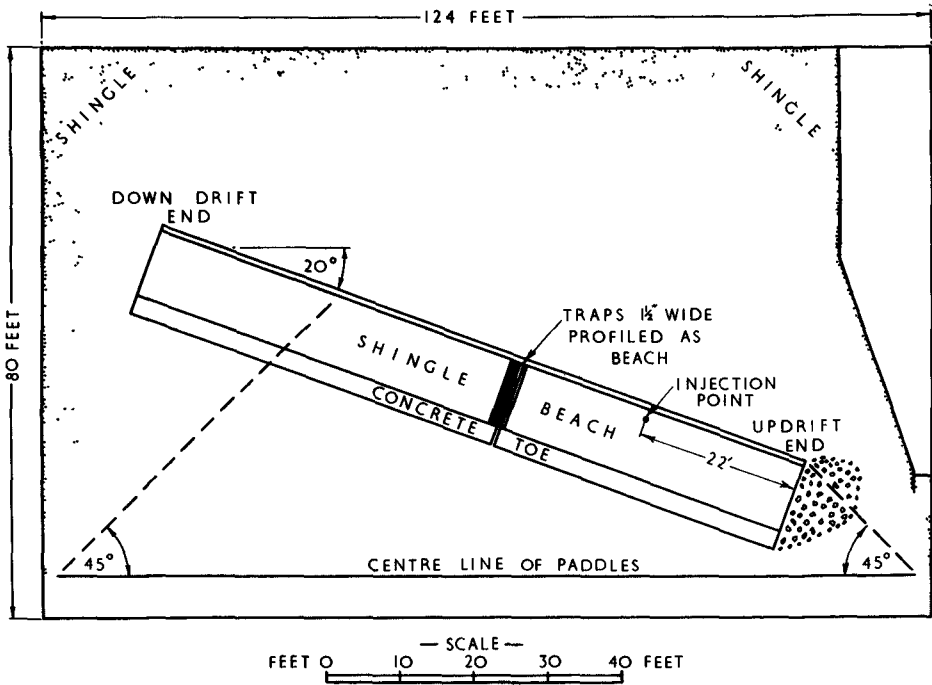 124 FEET
SHINGLE
SHINGLE
DOWN DRIFT
END
20°
80 FEET
TRAPS 1½" WIDE
PROFILED AS
BEACH
SHINGLE
INJECTION
POINT
BEACH
UPDRIFT
END
CONCRETE TOE
22'
45°
CENTRE LINE OF PADDLES
45°
— SCALE —
FEET 0 10 20 30 40 FEET